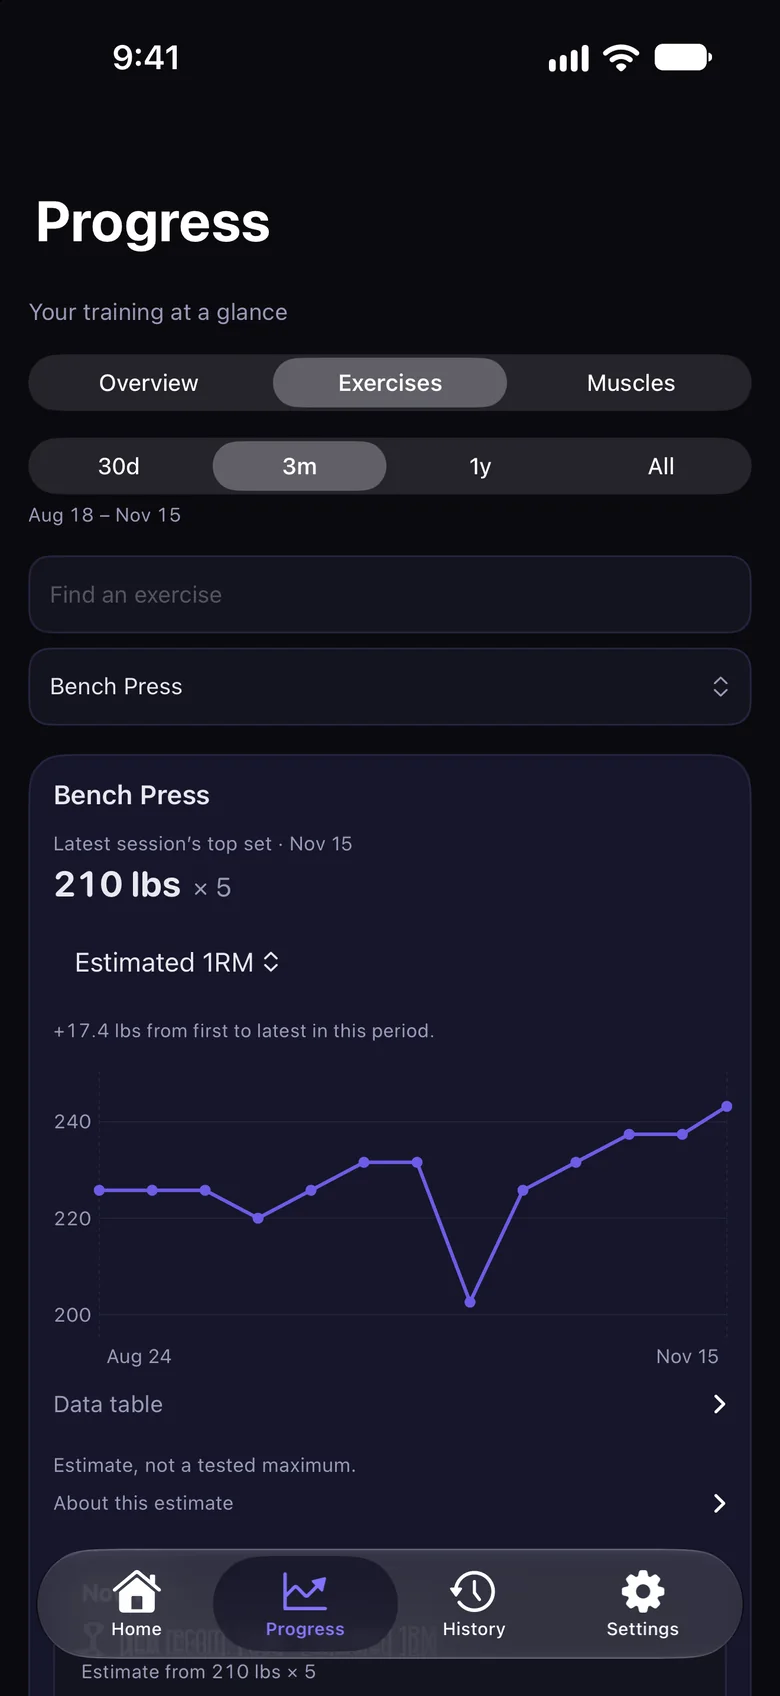 9:41
Progress
Your training at a glance
Overview Exercises Muscles
30d 3m 1y All
Aug 18 – Nov 15
Find an exercise
Bench Press
Bench Press
Latest session’s top set · Nov 15
210 lbs × 5
Estimated 1RM
+17.4 lbs from first to latest in this period.
240
220
200
Aug 24 Nov 15
Data table
Estimate, not a tested maximum.
About this estimate
Home Progress History Settings
Estimate from 210 lbs × 5